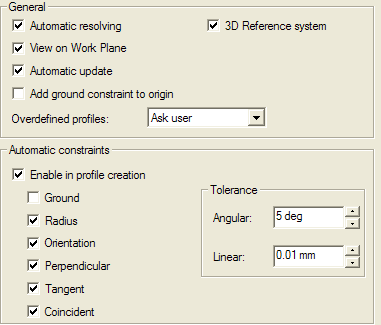 General
Automatic resolving
3D Reference system
View on Work Plane
Automatic update
Add ground constraint to origin
Overdefined profiles:
Ask user
Automatic constraints
Enable in profile creation
Ground
Tolerance
Radius
Angular:
5 deg
Orientation
Perpendicular
Linear:
0.01 mm
Tangent
Coincident